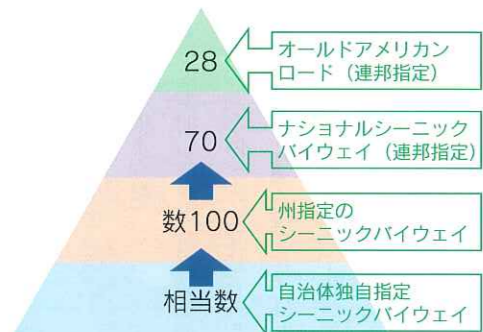 28
オールドアメリカン
ロード（連邦指定）
70
ナショナルシーニック
バイウェイ（連邦指定）
数100
州指定の
シーニックバイウェイ
相当数
自治体独自指定
シーニックバイウェイ